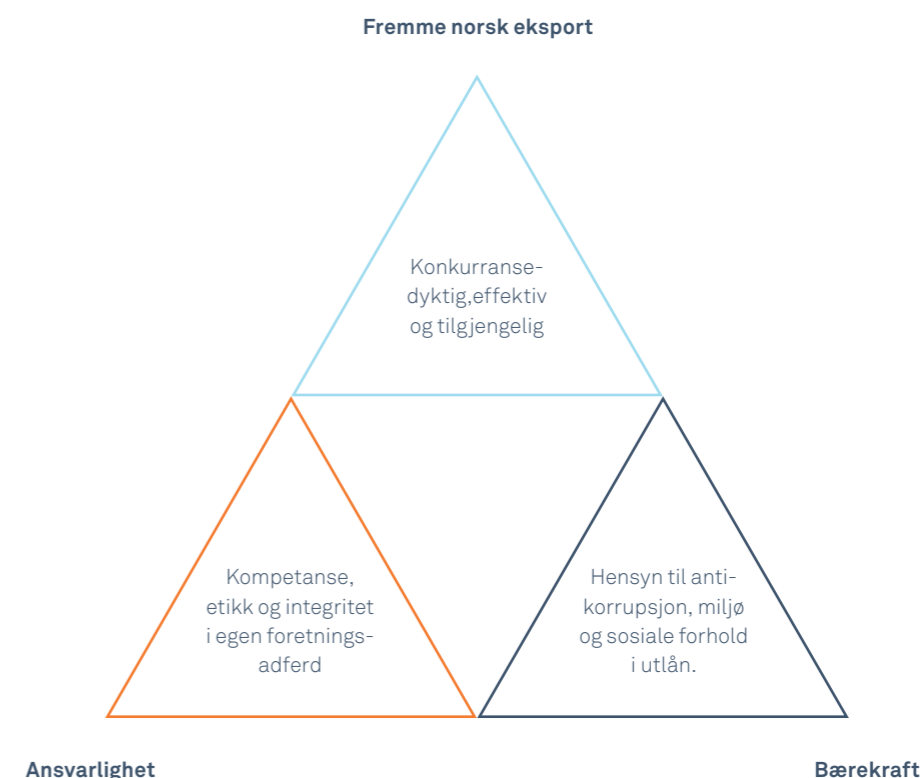 Fremme norsk eksport
Konkurranse-
dyktig,effektiv
og tilgjengelig
Kompetanse,
etikk og integritet
i egen foretnings-
adferd
Hensyn til anti-
korrupsjon, miljø
og sosiale forhold
i utlån.
Ansvarlighet
Bærekraft